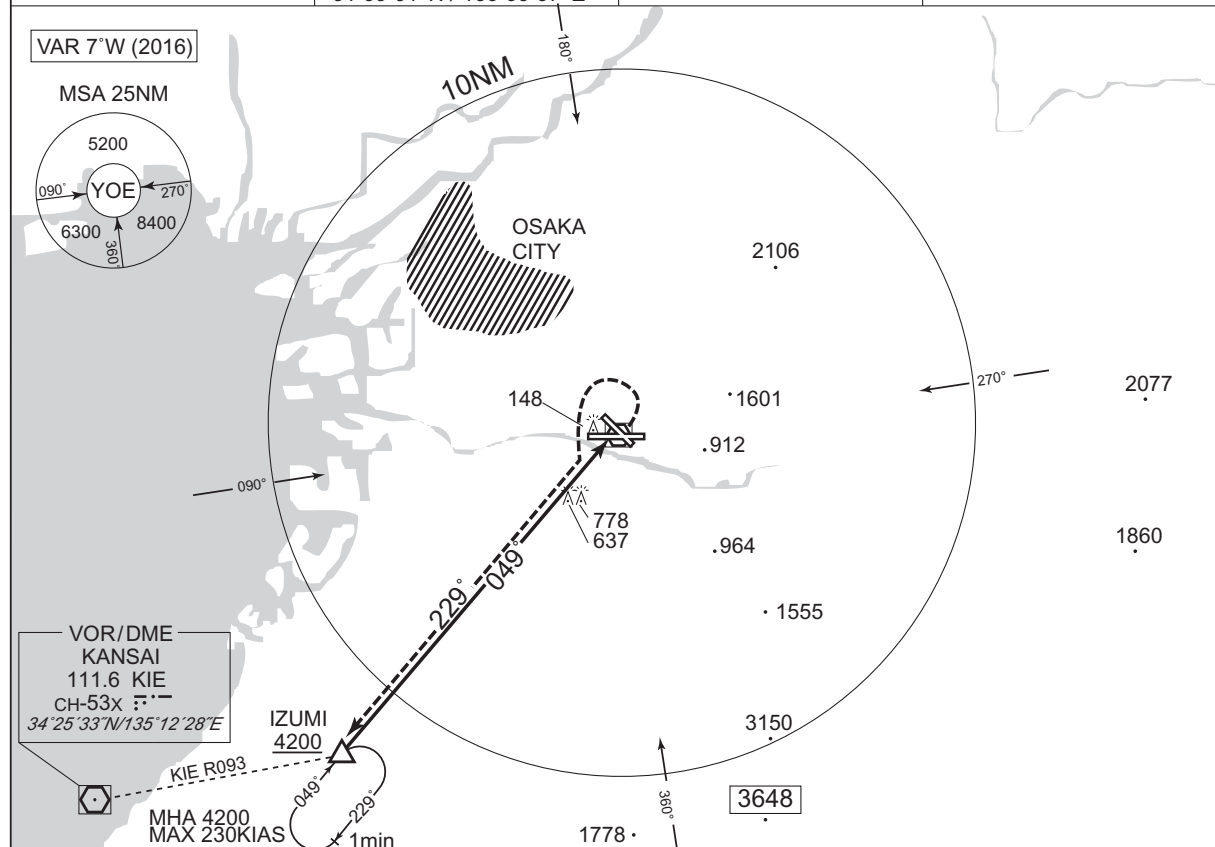 180°
VAR 7°W (2016)
10NM
MSA 25NM
5200
090°
YOE
270°
6300
8400
360°
OSAKA
CITY
2106
270°
2077
148
1601
912
090°
778
637
964
1860
049°
229°
1555
VOR/DME
KANSAI
111.6 KIE
CH-53X
34°25′33″N/135°12′28″E
IZUMI
4200
3150
KIE R093
049°
229°
360°
3648
MHA 4200
MAX 230KIAS
1min
1778